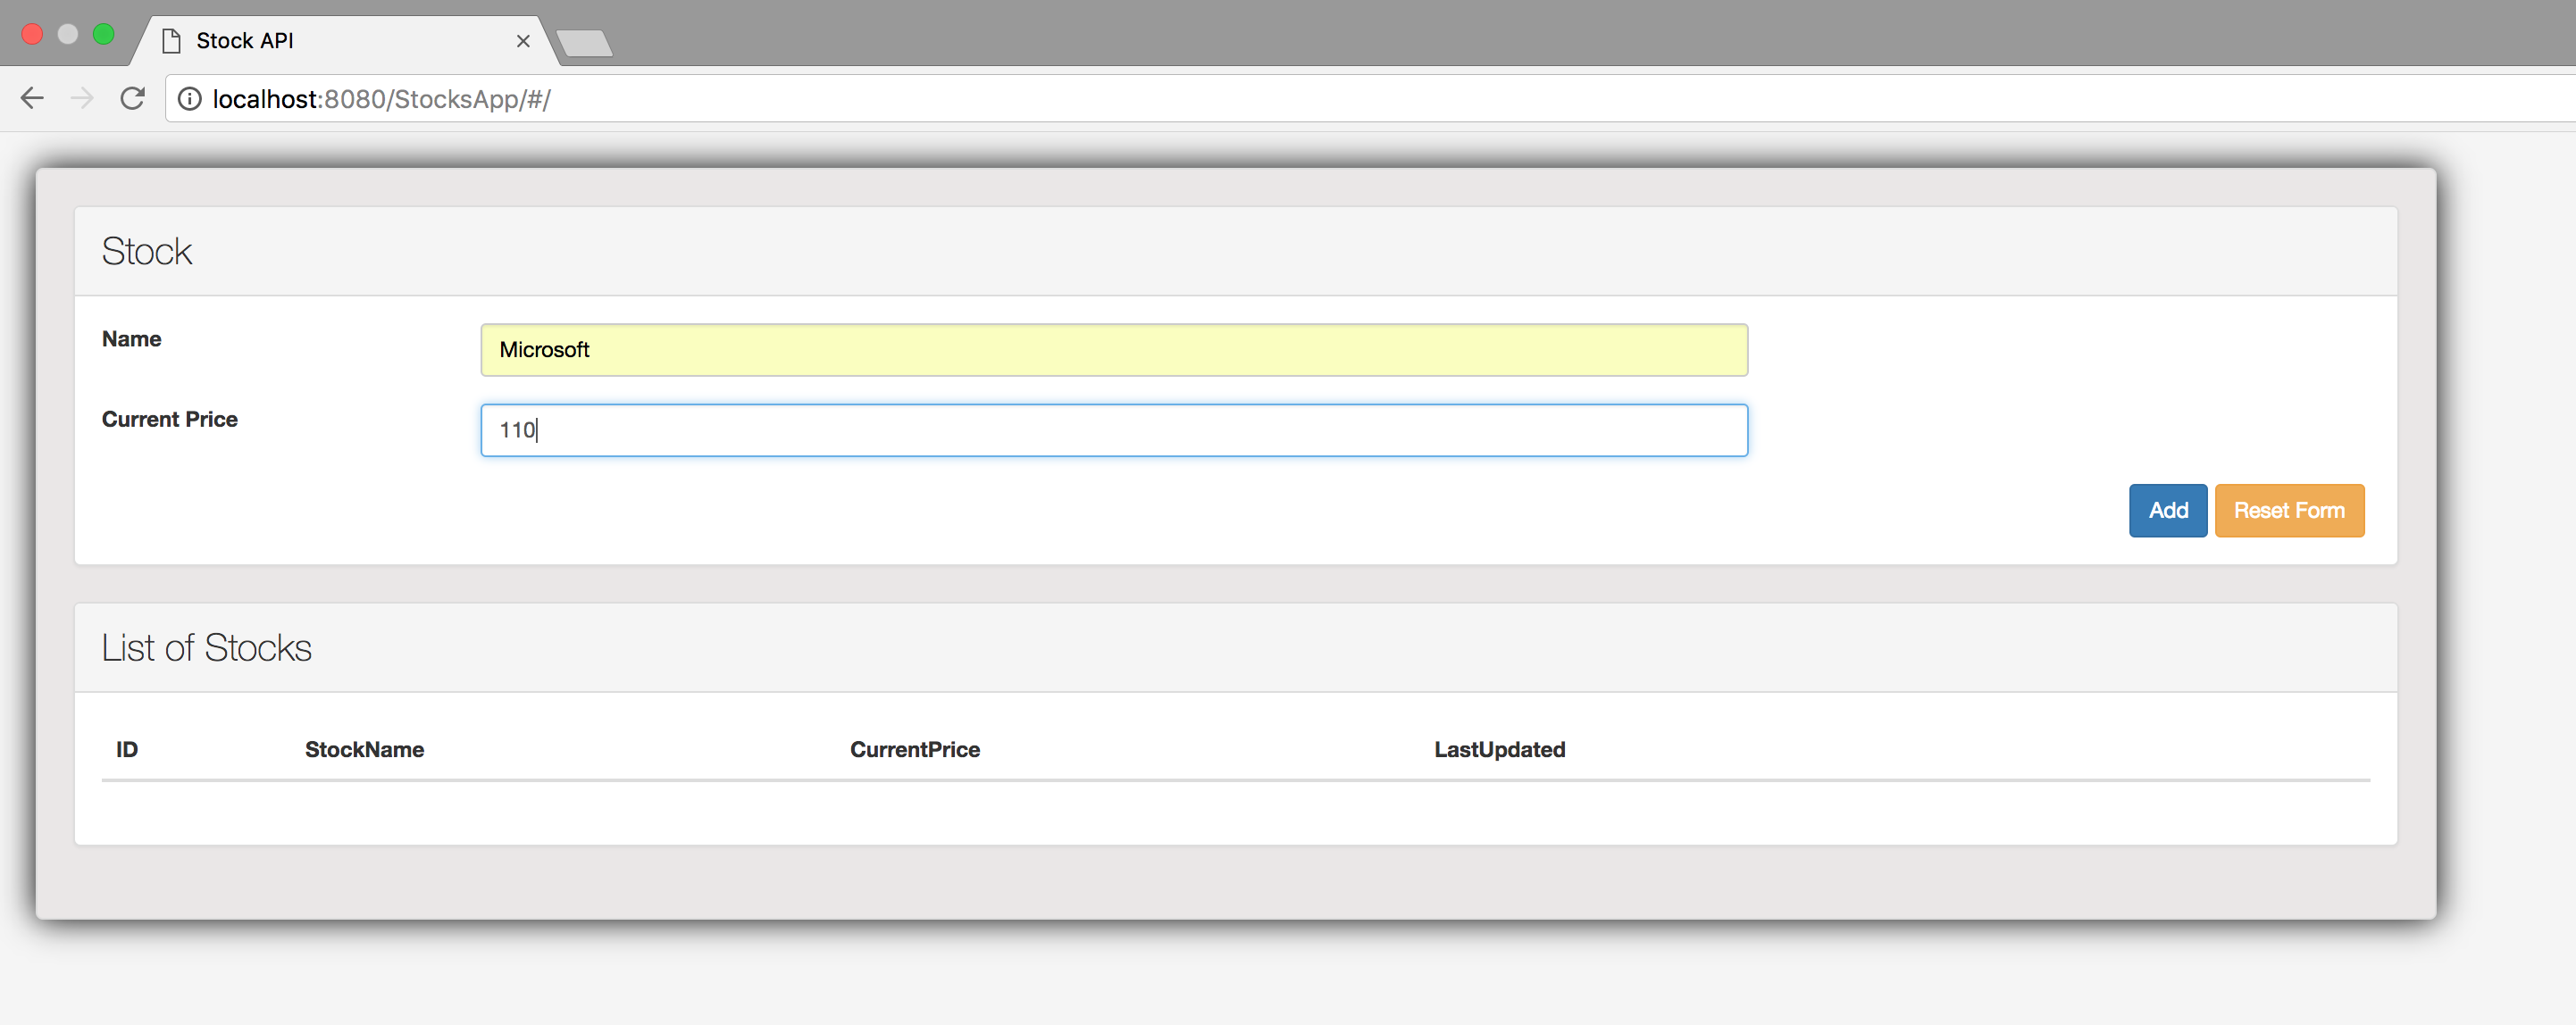 Stock API
localhost:8080/StocksApp/#/
Stock
Name
Microsoft
Current Price
110
Add Reset Form
List of Stocks
ID StockName CurrentPrice LastUpdated